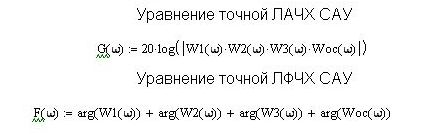 Уравнение точной ЛАЧХ САУ
G(ω) := 20·log(|W1(ω)·W2(ω)·W3(ω)·Woc(ω)|)
Уравнение точной ЛФЧХ САУ
F(ω) := arg(W1(ω)) + arg(W2(ω)) + arg(W3(ω)) + arg(Woc(ω))